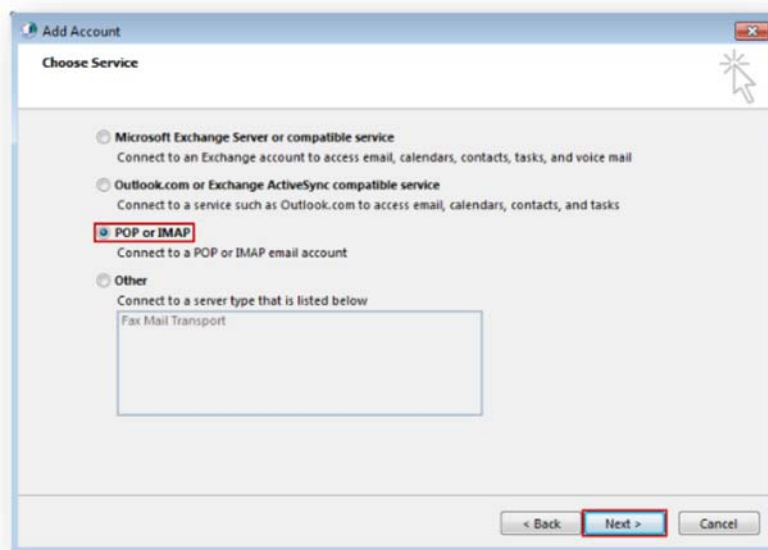 Add Account
Choose Service
Microsoft Exchange Server or compatible service
Connect to an Exchange account to access email, calendars, contacts, tasks, and voice mail
Outlook.com or Exchange ActiveSync compatible service
Connect to a service such as Outlook.com to access email, calendars, contacts, and tasks
POP or IMAP
Connect to a POP or IMAP email account
Other
Connect to a server type that is listed below
Fax Mail Transport
< Back Next > Cancel